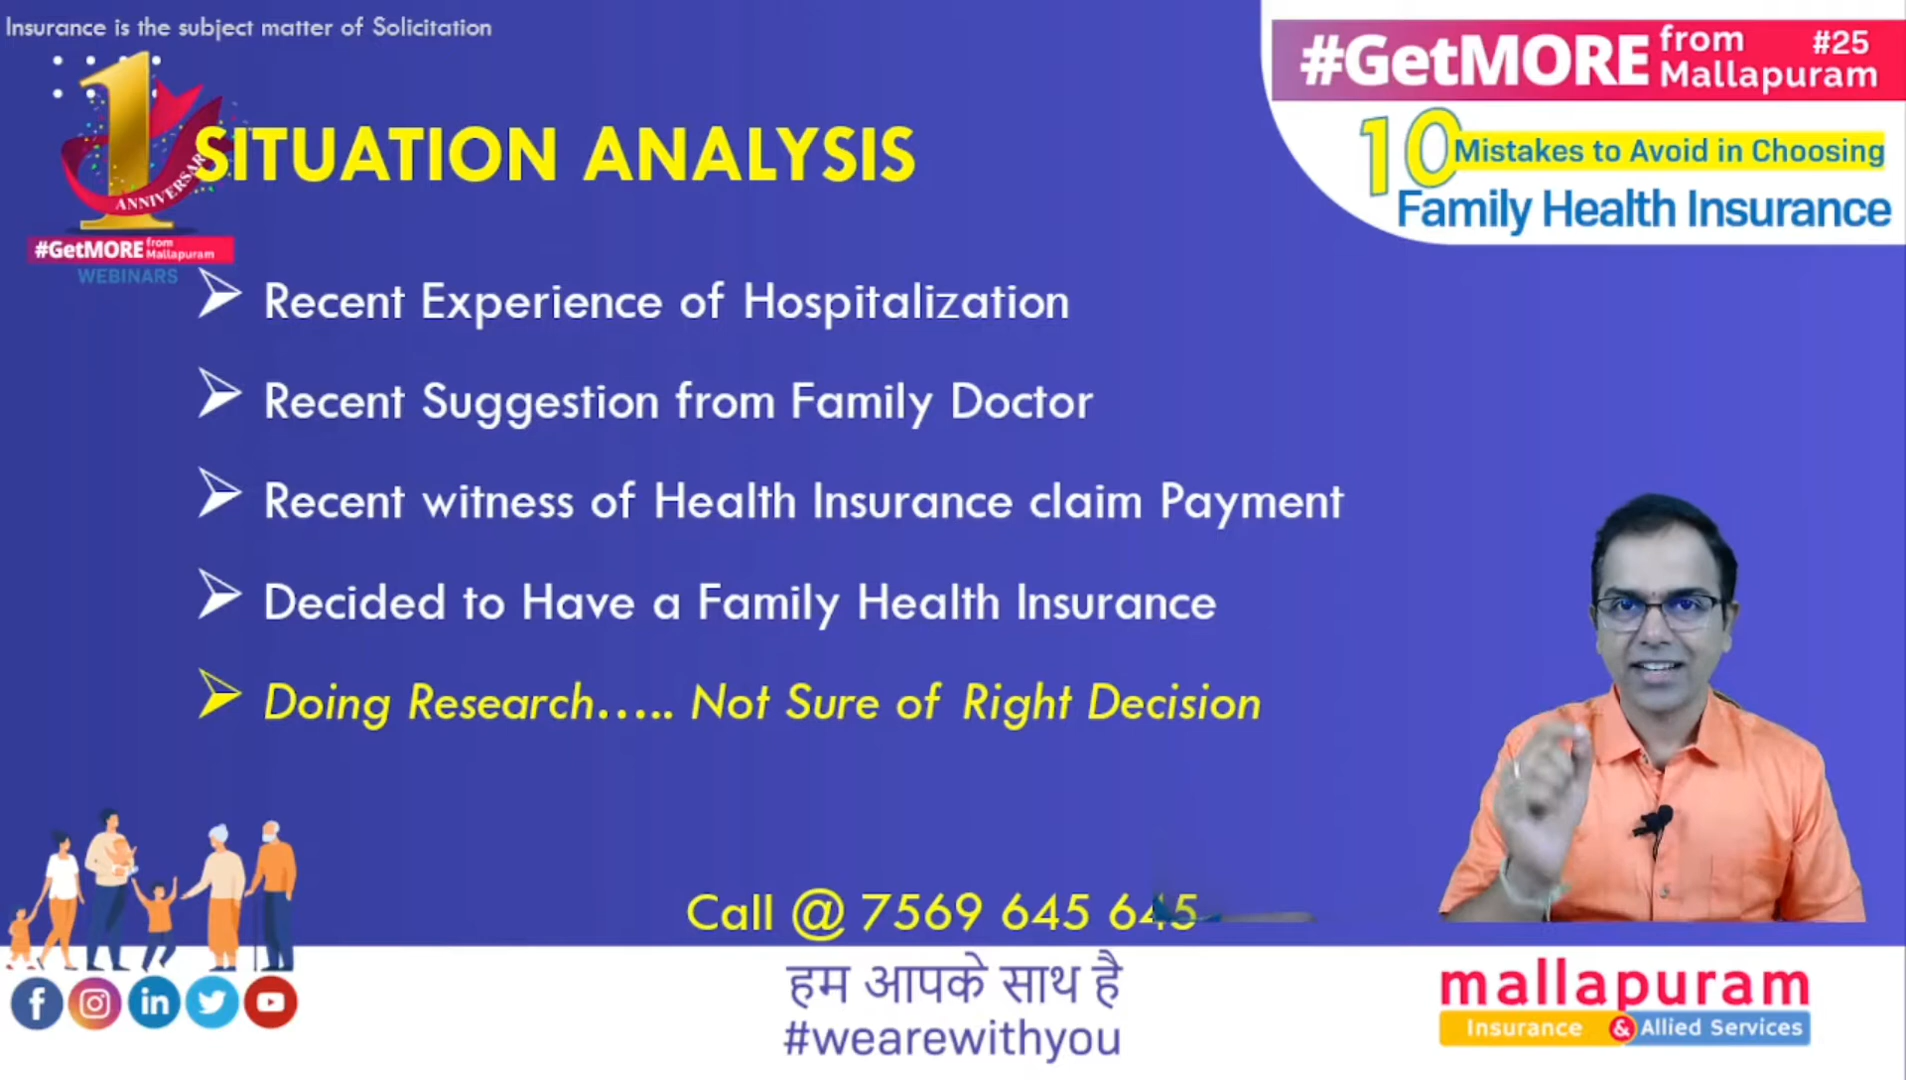 Insurance is the subject matter of Solicitation
#GetMORE from Mallapuram #25
10 Mistakes to Avoid in Choosing
Family Health Insurance
1
ANNIVERSARY
#GetMORE from Mallapuram
WEBINARS
SITUATION ANALYSIS
Recent Experience of Hospitalization
Recent Suggestion from Family Doctor
Recent witness of Health Insurance claim Payment
Decided to Have a Family Health Insurance
Doing Research..... Not Sure of Right Decision
Call @ 7569 645 645
हम आपके साथ है
#wearewithyou
mallapuram
Insurance & Allied Services